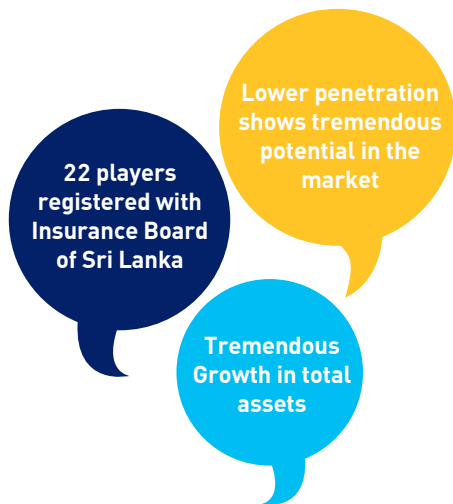 Lower penetration
shows tremendous
potential in the
market
22 players
registered with
Insurance Board
of Sri Lanka
Tremendous
Growth in total
assets